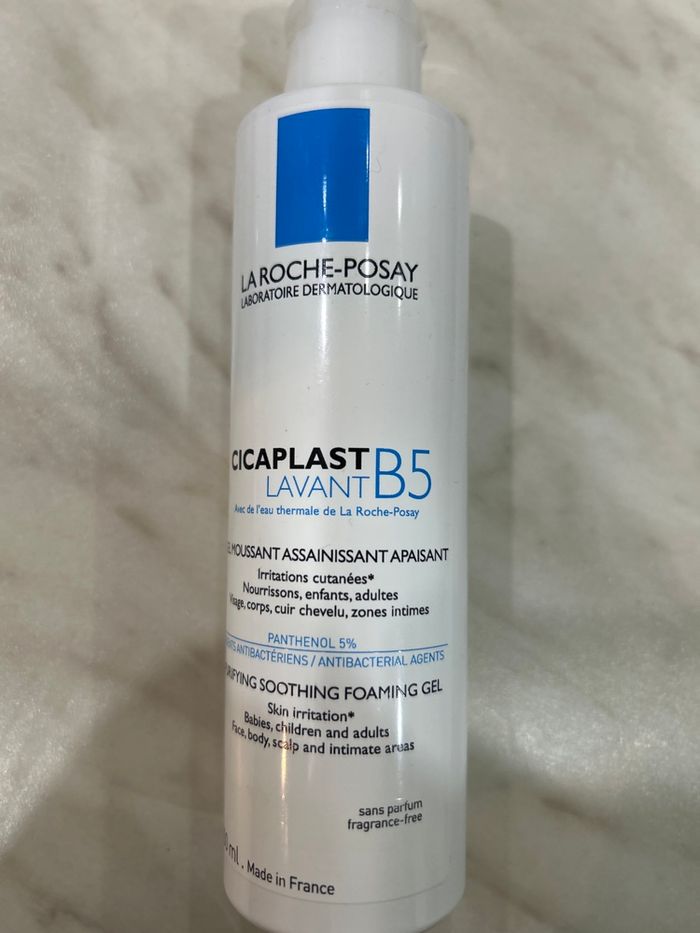 LA ROCHE-POSAY
LABORATOIRE DERMATOLOGIQUE
CICAPLAST
LAVANT B5
Avec de l'eau thermale de La Roche-Posay
MOUSSANT ASSAINISSANT APAISANT
Irritations cutanées*
Nourrissons, enfants, adultes
Visage, corps, cuir chevelu, zones intimes
PANTHENOL 5%
ANTIBACTÉRIENS / ANTIBACTERIAL AGENTS
SOOTHING FOAMING GEL
Skin irritation*
Babies, children and adults
Face, body, scalp and intimate areas
sans parfum
fragrance-free
ml . Made in France